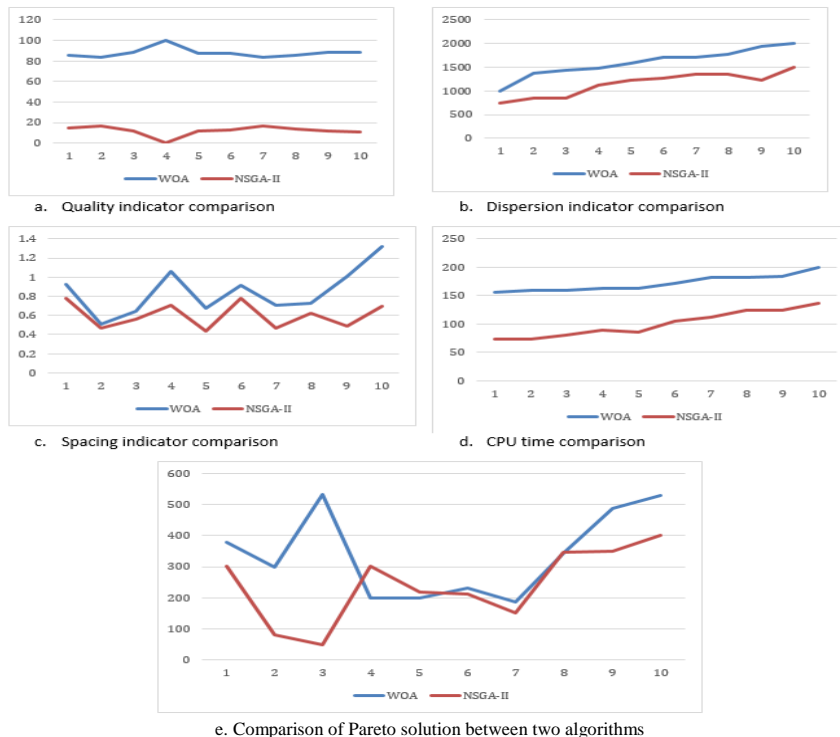 120
100
80
60
40
20
0
1 2 3 4 5 6 7 8 9 10
WOA NSGA-II
a. Quality indicator comparison
2500
2000
1500
1000
500
0
1 2 3 4 5 6 7 8 9 10
WOA NSGA-II
b. Dispersion indicator comparison
1.4
1.2
1
0.8
0.6
0.4
0.2
0
1 2 3 4 5 6 7 8 9 10
WOA NSGA-II
c. Spacing indicator comparison
250
200
150
100
50
0
1 2 3 4 5 6 7 8 9 10
WOA NSGA-II
d. CPU time comparison
600
500
400
300
200
100
0
1 2 3 4 5 6 7 8 9 10
WOA NSGA-II
e. Comparison of Pareto solution between two algorithms